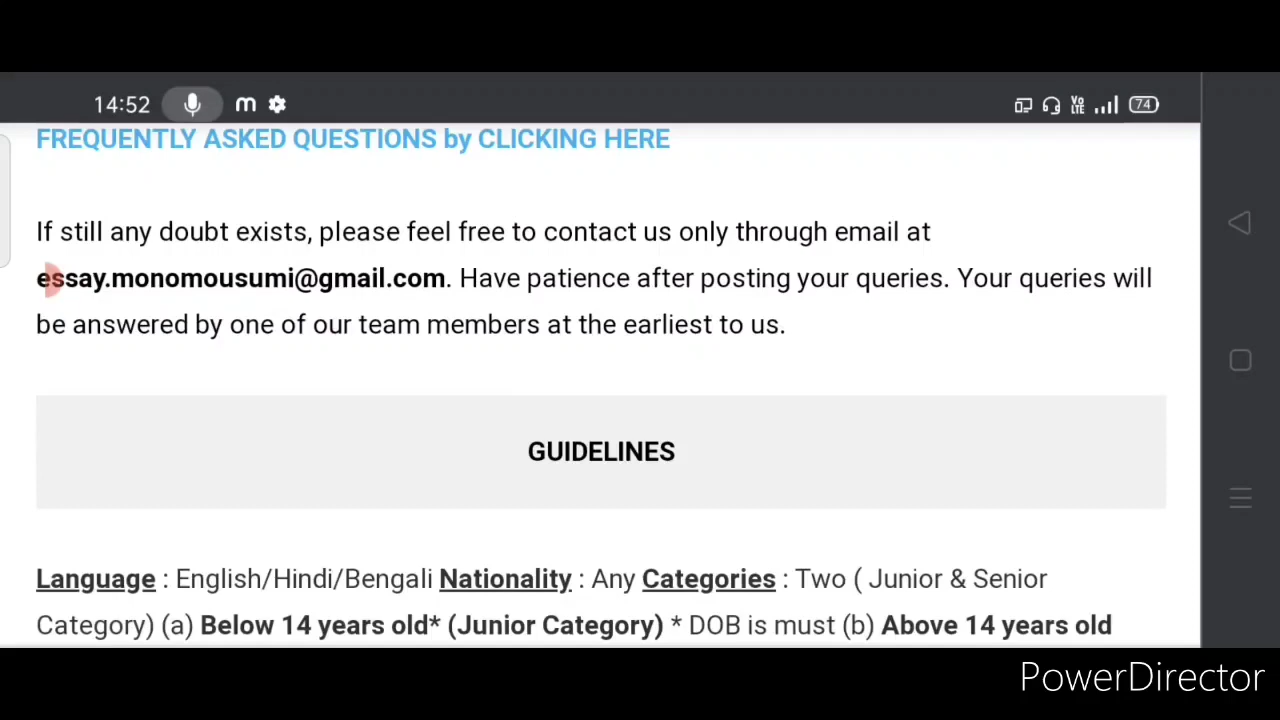 14:52 m Vo LTE 74
FREQUENTLY ASKED QUESTIONS by CLICKING HERE
If still any doubt exists, please feel free to contact us only through email at
essay.monomousumi@gmail.com. Have patience after posting your queries. Your queries will
be answered by one of our team members at the earliest to us.
GUIDELINES
Language : English/Hindi/Bengali Nationality : Any Categories : Two ( Junior & Senior
Category) (a) Below 14 years old* (Junior Category) * DOB is must (b) Above 14 years old
PowerDirector